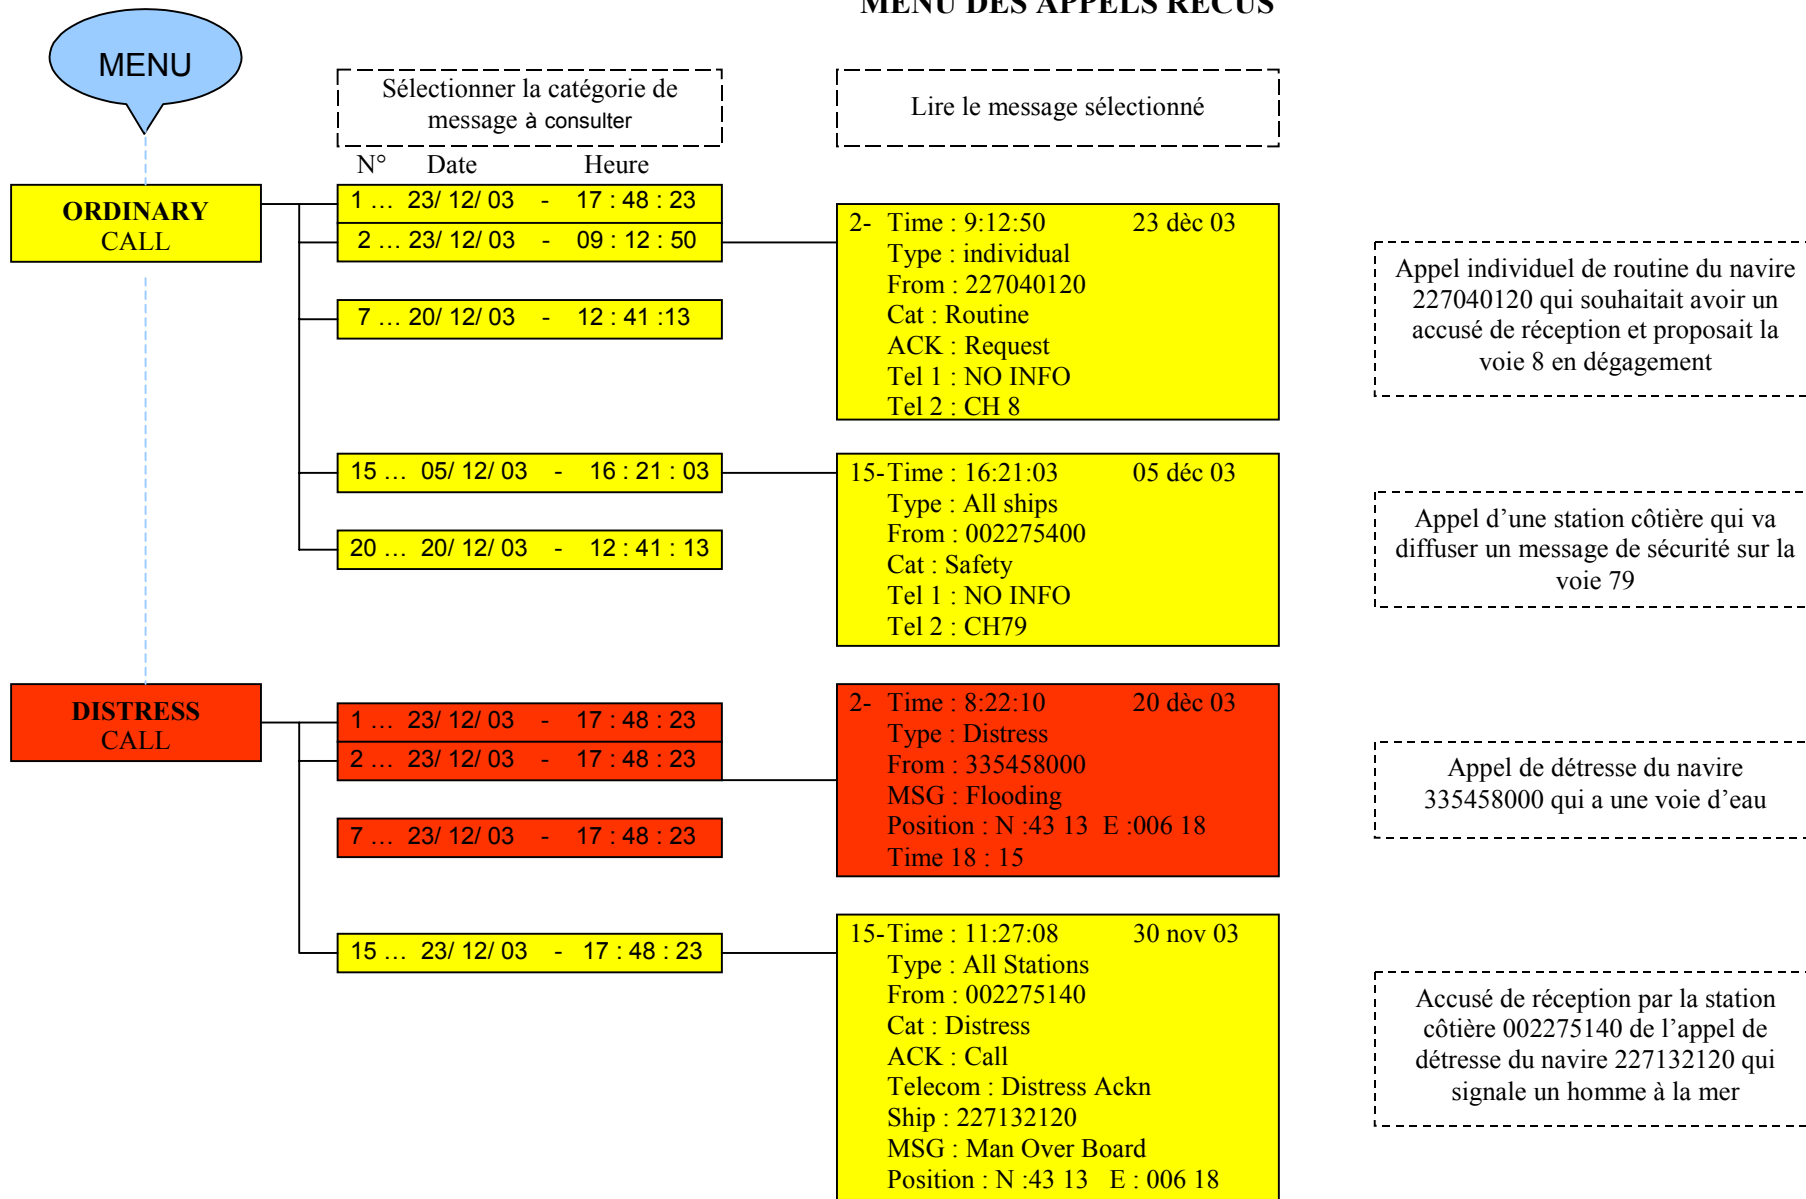 MENU DES APPELS RECUS
MENU
Sélectionner la catégorie de
message à consulter
Lire le message sélectionné
N° Date Heure
ORDINARY
CALL
1 … 23/ 12/ 03 - 17 : 48 : 23
2 … 23/ 12/ 03 - 09 : 12 : 50
7 … 20/ 12/ 03 - 12 : 41 :13
15 … 05/ 12/ 03 - 16 : 21 : 03
20 … 20/ 12/ 03 - 12 : 41 : 13
2- Time : 9:12:50 23 dèc 03
Type : individual
From : 227040120
Cat : Routine
ACK : Request
Tel 1 : NO INFO
Tel 2 : CH 8
Appel individuel de routine du navire
227040120 qui souhaitait avoir un
accusé de réception et proposait la
voie 8 en dégagement
15-Time : 16:21:03 05 déc 03
Type : All ships
From : 002275400
Cat : Safety
Tel 1 : NO INFO
Tel 2 : CH79
Appel d’une station côtière qui va
diffuser un message de sécurité sur la
voie 79
DISTRESS
CALL
1 … 23/ 12/ 03 - 17 : 48 : 23
2 … 23/ 12/ 03 - 17 : 48 : 23
7 … 23/ 12/ 03 - 17 : 48 : 23
15 … 23/ 12/ 03 - 17 : 48 : 23
2- Time : 8:22:10 20 dèc 03
Type : Distress
From : 335458000
MSG : Flooding
Position : N :43 13 E :006 18
Time 18 : 15
Appel de détresse du navire
335458000 qui a une voie d’eau
15-Time : 11:27:08 30 nov 03
Type : All Stations
From : 002275140
Cat : Distress
ACK : Call
Telecom : Distress Ackn
Ship : 227132120
MSG : Man Over Board
Position : N :43 13 E : 006 18
Accusé de réception par la station
côtière 002275140 de l’appel de
détresse du navire 227132120 qui
signale un homme à la mer